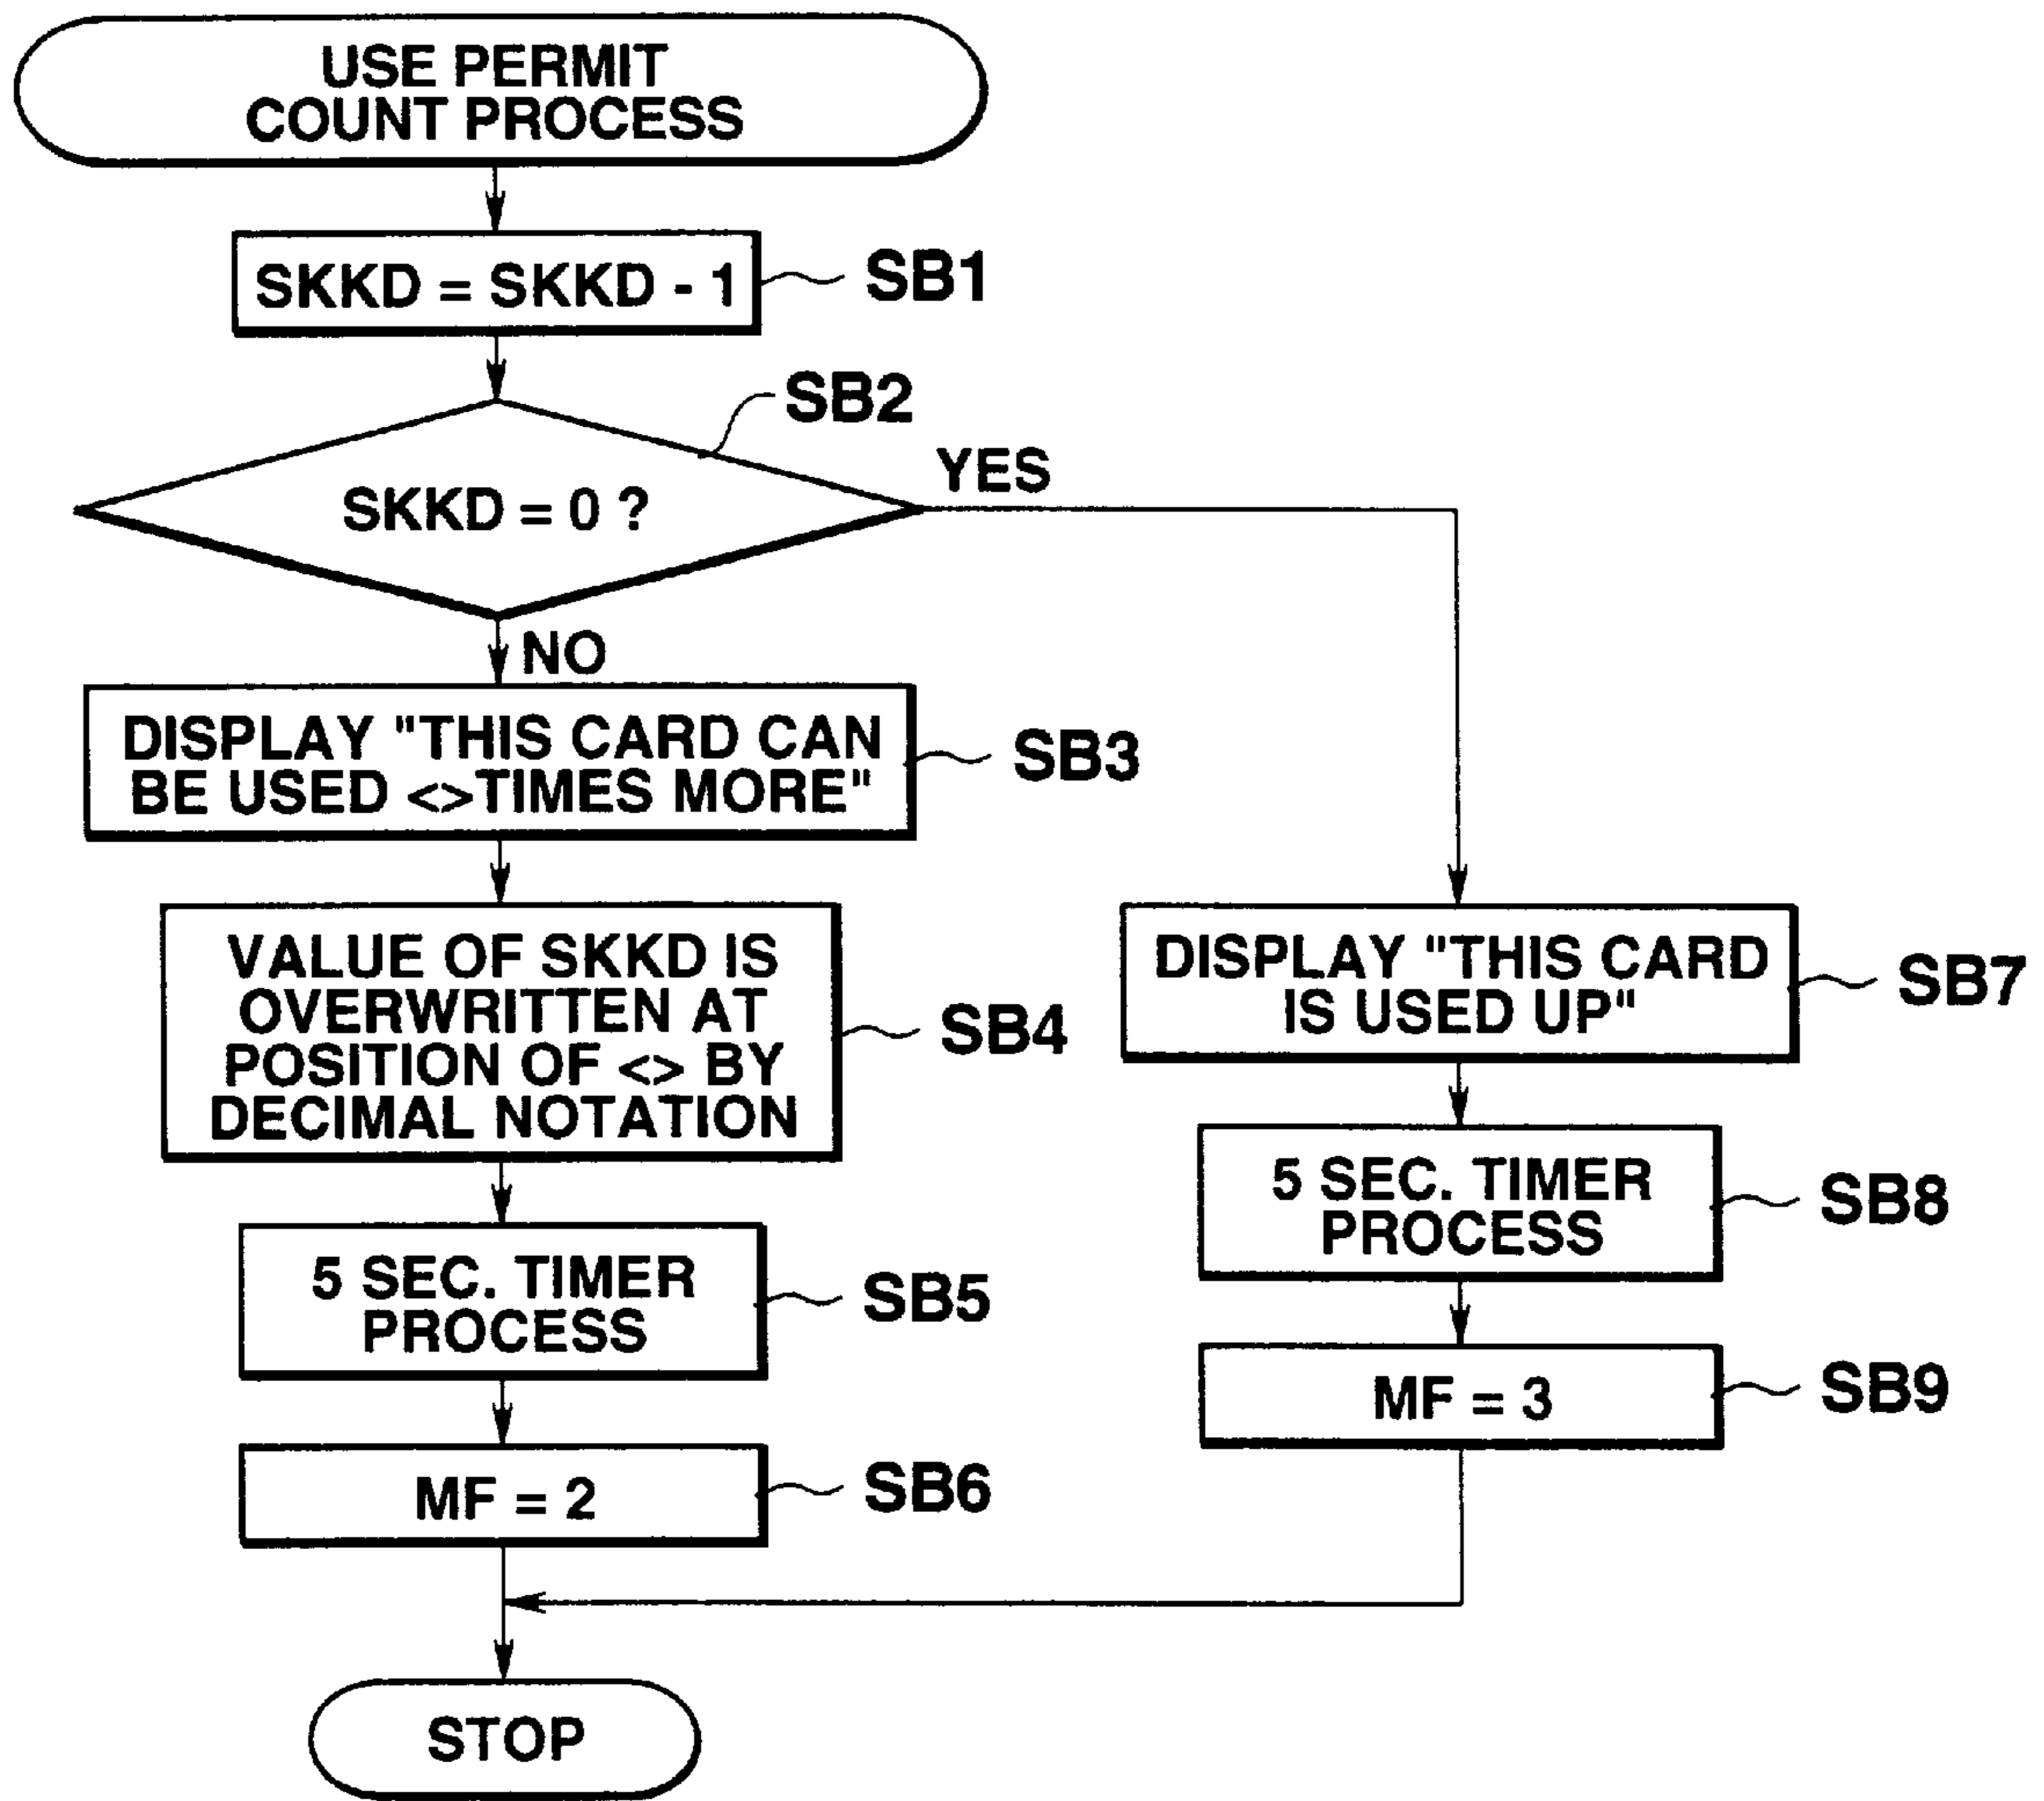 USE PERMIT
COUNT PROCESS
SKKD = SKKD - 1
SB1
SB2
SKKD = 0 ?
YES
NO
DISPLAY "THIS CARD CAN
BE USED <>TIMES MORE"
SB3
VALUE OF SKKD IS
OVERWRITTEN AT
POSITION OF <> BY
DECIMAL NOTATION
SB4
5 SEC. TIMER
PROCESS
SB5
MF = 2
SB6
DISPLAY "THIS CARD
IS USED UP"
SB7
5 SEC. TIMER
PROCESS
SB8
MF = 3
SB9
STOP